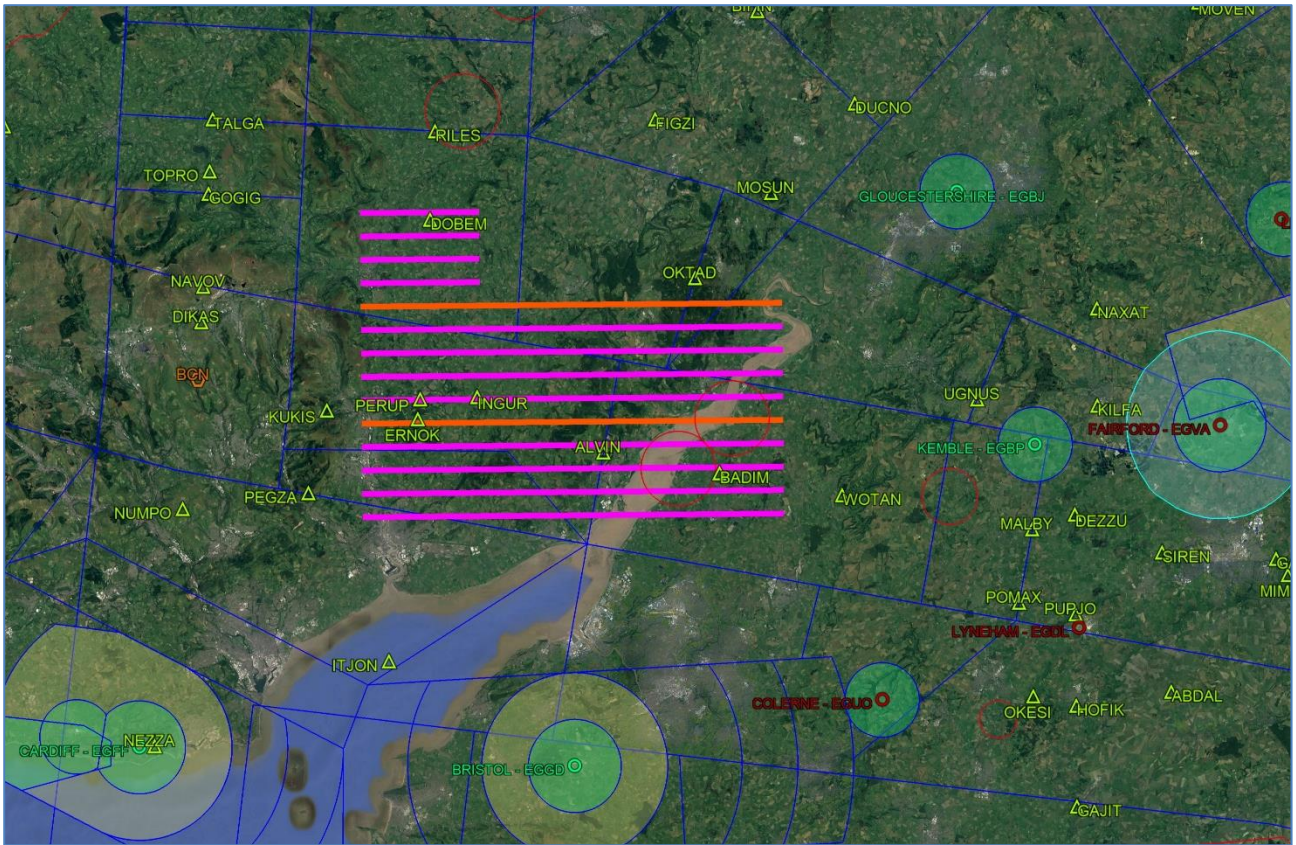 MOVEN
DUCNO
TALGA
FIGZI
RILES
TOPRO
MOSUN
GOGIG
GLOUCESTERSHIRE - EGBJ
DOBEM
OKTAD
NAVOV
NAXAT
DIKAS
BCN
UGNUS
PERUP
INGUR
KILFA
KUKIS
FAIRFORD - EGVA
ERNOK
ALVIN
KEMBLE - EGBP
BADIM
PEGZA
WOTAN
NUMPO
MALBY
DEZZU
SIREN
MIM
POMAX
PUPJO
LYNEHAM - EGDL
ITJON
ABDAL
COLERNE - EGUO
OKESI
HOFIK
NEZZA
CARDIFF - EGFF
BRISTOL - EGGD
GAJIT